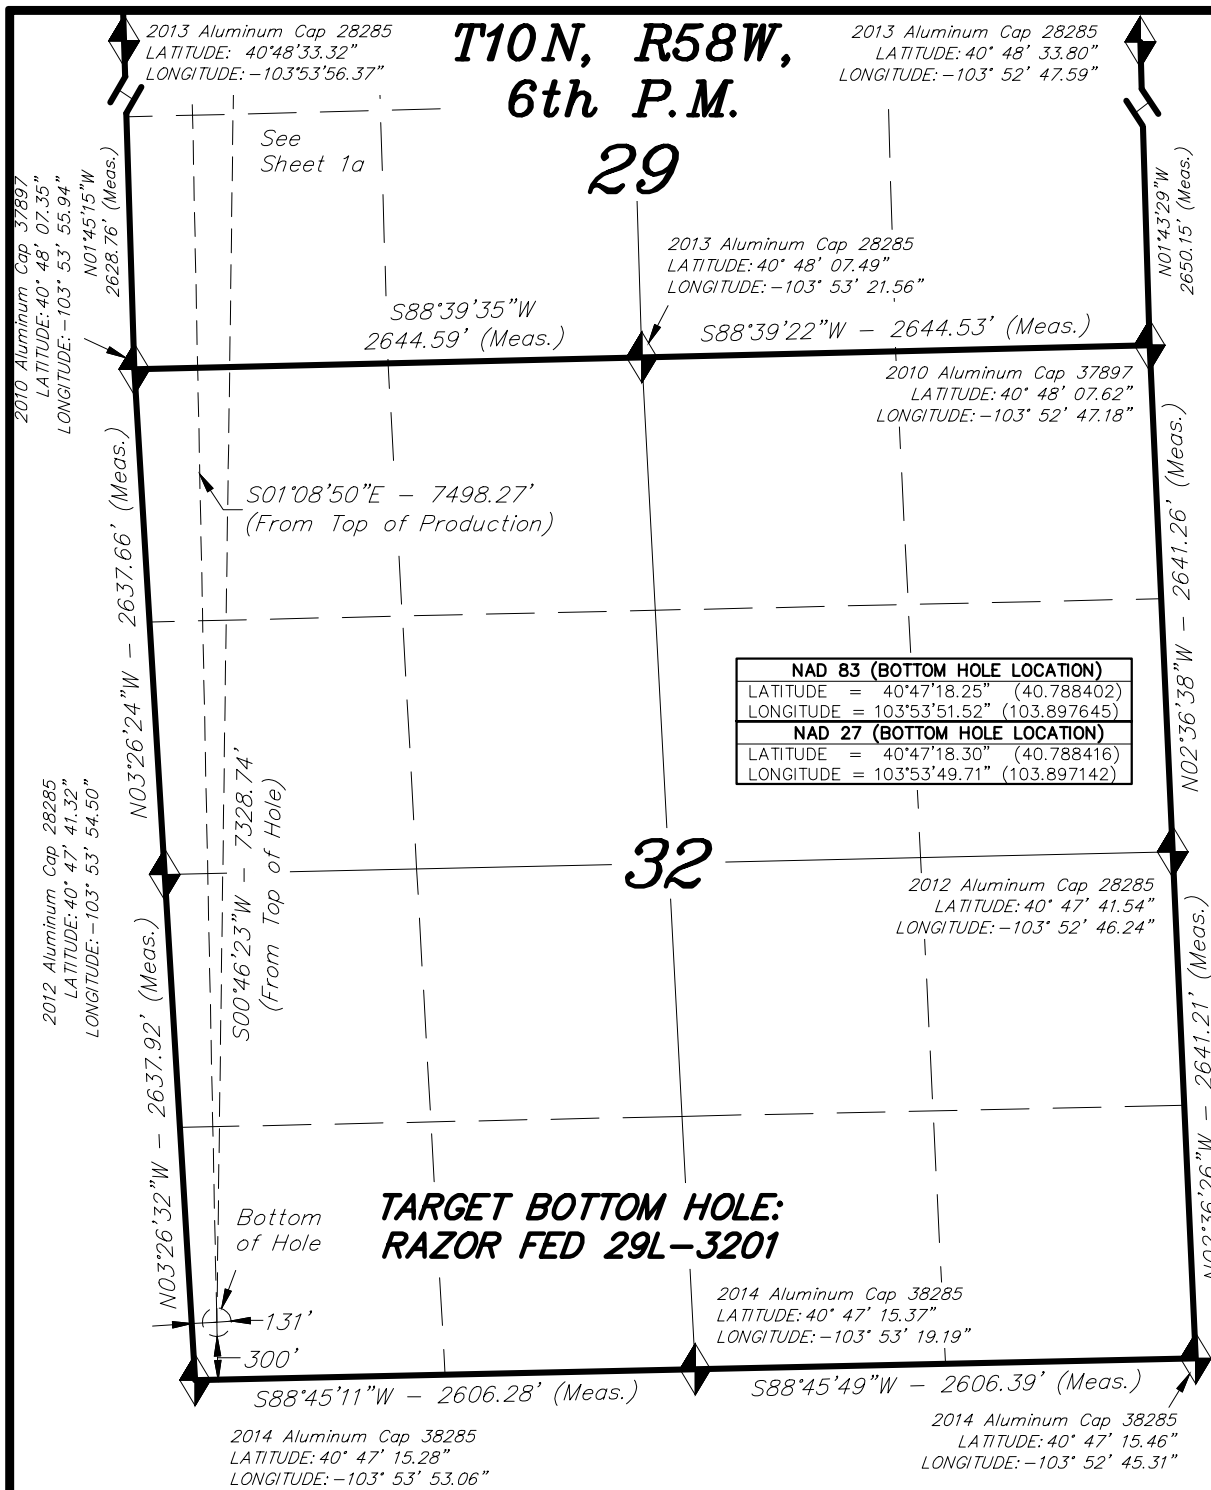 2013 Aluminum Cap 28285
LATITUDE: 40°48'33.32"
LONGITUDE: -103°53'56.37"
T10N, R58W,
6th P.M.
2013 Aluminum Cap 28285
LATITUDE: 40° 48' 33.80"
LONGITUDE: -103° 52' 47.59"
See
Sheet 1a
29
2010 Aluminum Cap 37897
LATITUDE: 40° 48' 07.35"
LONGITUDE: -103° 53' 55.94"
N01°45'15"W
2628.76' (Meas.)
N01°43'29"W
2650.15' (Meas.)
2013 Aluminum Cap 28285
LATITUDE: 40° 48' 07.49"
LONGITUDE: -103° 53' 21.56"
S88°39'35"W
2644.59' (Meas.)
S88°39'22"W - 2644.53' (Meas.)
2010 Aluminum Cap 37897
LATITUDE: 40° 48' 07.62"
LONGITUDE: -103° 52' 47.18"
N03°26'24"W - 2637.66' (Meas.)
S01°08'50"E - 7498.27'
(From Top of Production)
N02°36'38"W - 2641.26' (Meas.)
NAD 83 (BOTTOM HOLE LOCATION)
LATITUDE = 40°47'18.25" (40.788402)
LONGITUDE = 103°53'51.52" (103.897645)
NAD 27 (BOTTOM HOLE LOCATION)
LATITUDE = 40°47'18.30" (40.788416)
LONGITUDE = 103°53'49.71" (103.897142)
S00°46'23"W - 7328.74'
(From Top of Hole)
2012 Aluminum Cap 28285
LATITUDE: 40° 47' 41.32"
LONGITUDE: -103° 53' 54.50"
32
2012 Aluminum Cap 28285
LATITUDE: 40° 47' 41.54"
LONGITUDE: -103° 52' 46.24"
N03°26'32"W - 2637.92' (Meas.)
N02°36'26"W - 2641.21' (Meas.)
Bottom
of Hole
TARGET BOTTOM HOLE:
RAZOR FED 29L-3201
131'
300'
2014 Aluminum Cap 38285
LATITUDE: 40° 47' 15.37"
LONGITUDE: -103° 53' 19.19"
S88°45'11"W - 2606.28' (Meas.)
S88°45'49"W - 2606.39' (Meas.)
2014 Aluminum Cap 38285
LATITUDE: 40° 47' 15.28"
LONGITUDE: -103° 53' 53.06"
2014 Aluminum Cap 38285
LATITUDE: 40° 47' 15.46"
LONGITUDE: -103° 52' 45.31"